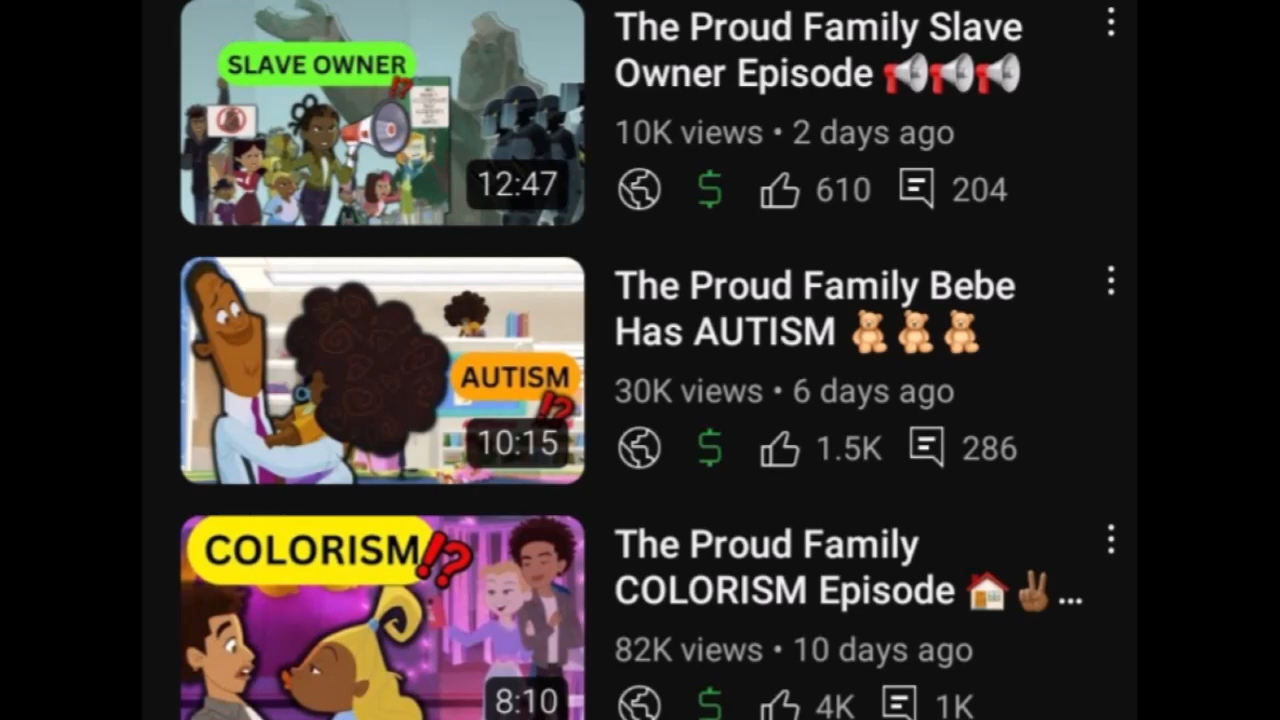 SLAVE OWNER
12:47
The Proud Family Slave
Owner Episode 📢📢📢
10K views • 2 days ago
610 204
AUTISM
10:15
The Proud Family Bebe
Has AUTISM 🧸🧸🧸
30K views • 6 days ago
$ 1.5K 286
COLORISM⁉
8:10
The Proud Family
COLORISM Episode 🏠✌🏾...
82K views • 10 days ago
$ 4K 1K